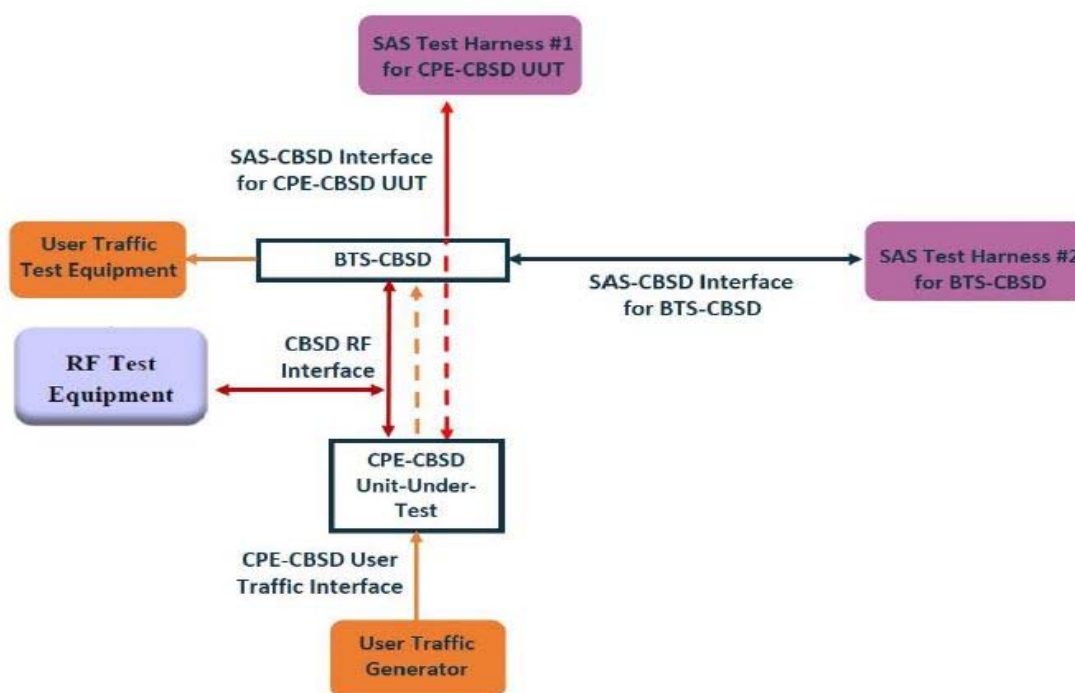 SAS Test Harness #1
for CPE-CBSD UUT
SAS-CBSD Interface
for CPE-CBSD UUT
User Traffic
Test Equipment
BTS-CBSD
SAS Test Harness #2
for BTS-CBSD
SAS-CBSD Interface
for BTS-CBSD
CBSD RF
Interface
RF Test
Equipment
CPE-CBSD
Unit-Under-
Test
CPE-CBSD User
Traffic Interface
User Traffic
Generator